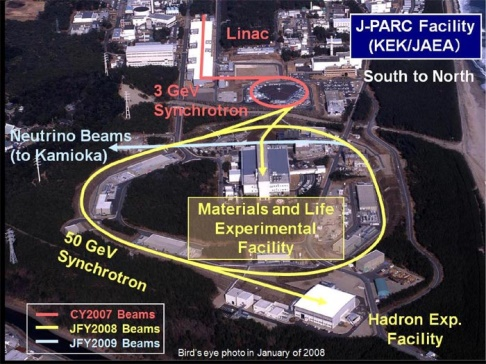 J-PARC Facility
(KEK/JAEA)
South to North
Linac
3 GeV
Synchrotron
Neutrino Beams
(to Kamioka)
Materials and Life
Experimental
Facility
50 GeV
Synchrotron
Hadron Exp.
Facility
CY2007 Beams
JFY2008 Beams
JFY2009 Beams
Bird's eye photo in January of 2008